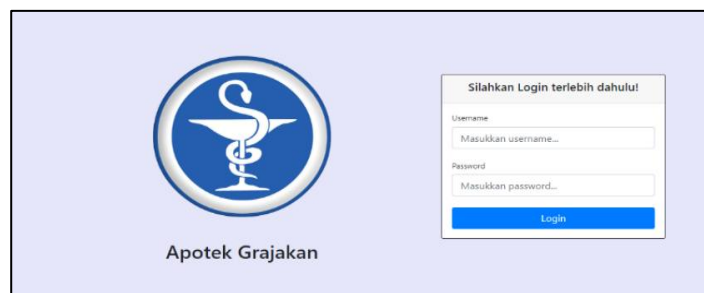 Silahkan Login terlebih dahulu!
Username
Masukkan username...
Password
Masukkan password...
Login
Apotek Grajakan